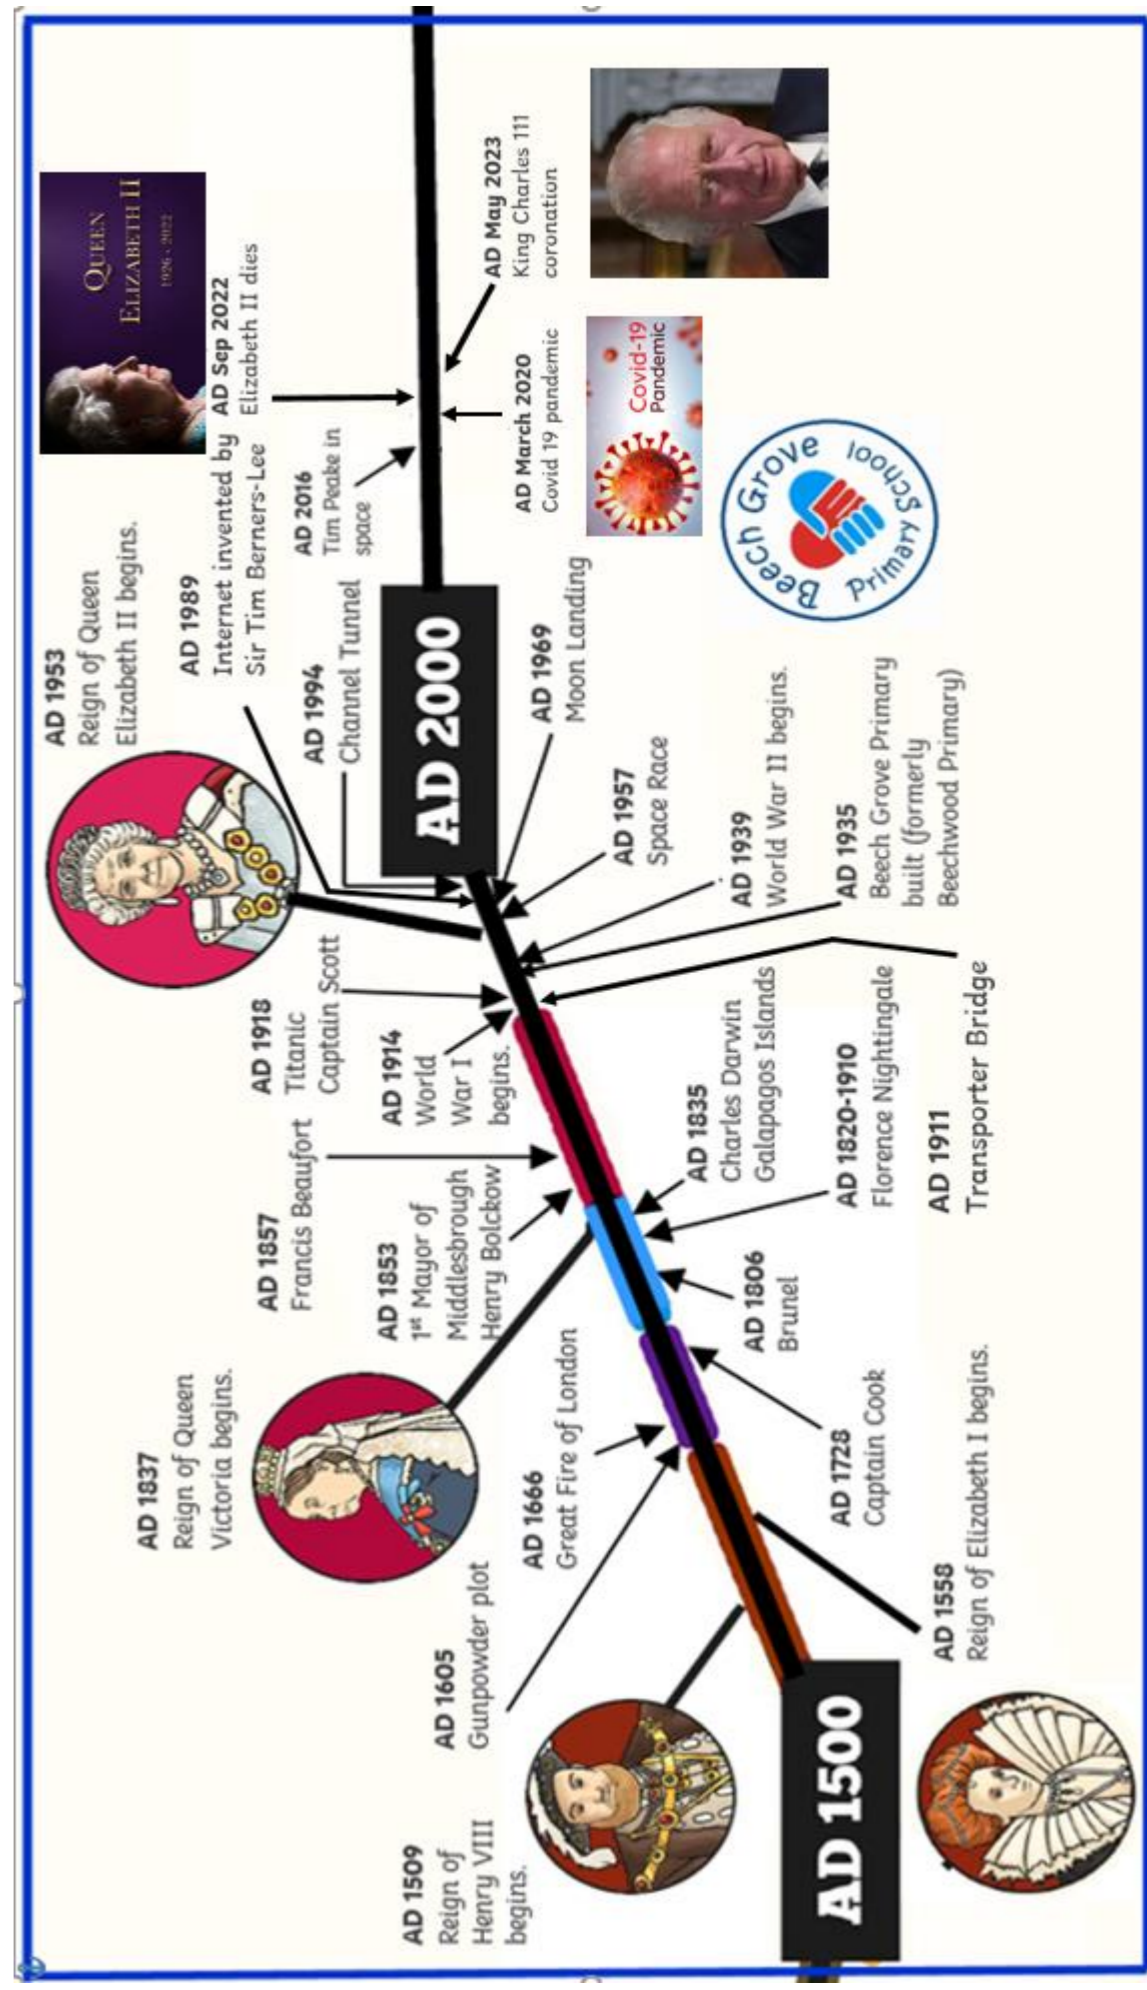 AD 1509
Reign of
Henry VIII
begins.
AD 1500
AD 1558
Reign of Elizabeth I begins.
AD 1605
Gunpowder plot
AD 1666
Great Fire of London
AD 1728
Captain Cook
AD 1837
Reign of Queen
Victoria begins.
AD 1806
Brunel
AD 1820-1910
Florence Nightingale
AD 1835
Charles Darwin
Galapagos Islands
AD 1853
1st Mayor of
Middlesbrough
Henry Bolckow
AD 1857
Francis Beaufort
AD 1911
Transporter Bridge
AD 1914
World
War I
begins.
AD 1918
Titanic
Captain Scott
AD 1935
Beech Grove Primary
built (formerly
Beechwood Primary)
AD 1939
World War II begins.
AD 1953
Reign of Queen
Elizabeth II begins.
AD 1957
Space Race
AD 1969
Moon Landing
AD 1989
Internet invented by
Sir Tim Berners-Lee
AD 1994
Channel Tunnel
AD 2000
AD 2016
Tim Peake in
space
AD March 2020
Covid 19 pandemic
Covid-19
Pandemic
AD Sep 2022
Elizabeth II dies
QUEEN
ELIZABETH II
1926 - 2022
AD May 2023
King Charles 111
coronation
Beech Grove
Primary School